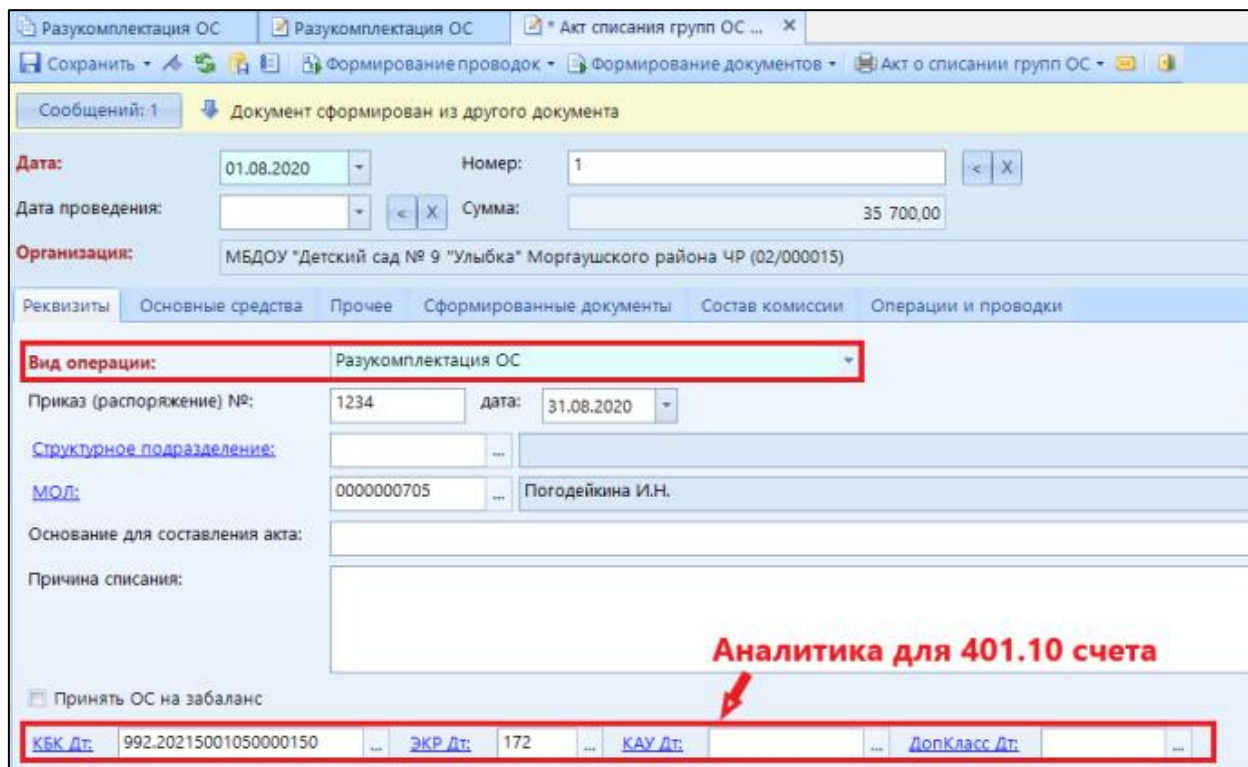 Разукомплектация ОС Разукомплектация ОС * Акт списания групп ОС ... X
Сохранить Формирование проводок Формирование документов Акт о списании групп ОС
Сообщений: 1 Документ сформирован из другого документа
Дата: 01.08.2020 Номер: 1 < X
Дата проведения: < X Сумма: 35 700,00
Организация: МБДОУ "Детский сад № 9 "Улыбка" Моргаушского района ЧР (02/000015)
Реквизиты Основные средства Прочее Сформированные документы Состав комиссии Операции и проводки
Вид операции: Разукомплектация ОС
Приказ (распоряжение) №: 1234 дата: 31.08.2020
Структурное подразделение: ...
МОЛ: 0000000705 ... Погодейкина И.Н.
Основание для составления акта:
Причина списания:
Аналитика для 401.10 счета
Принять ОС на забаланс
КБК Дт: 992.20215001050000150 ... ЭКР Дт: 172 ... КАУ Дт: ... ДопКласс Дт: ...